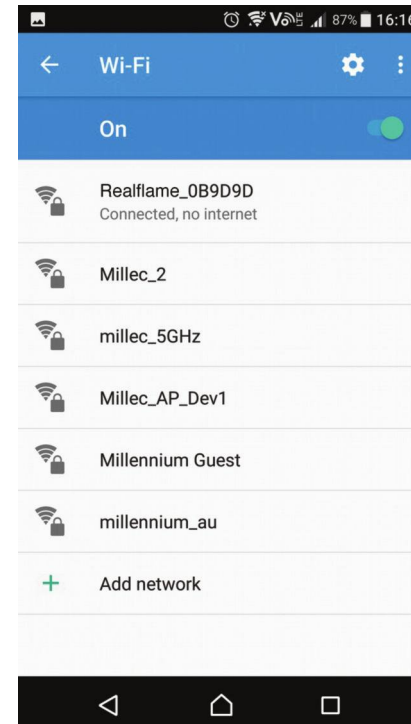 87% 16:16
Wi-Fi
On
Realflame_0B9D9D
Connected, no internet
Millec_2
millec_5GHz
Millec_AP_Dev1
Millennium Guest
millennium_au
Add network